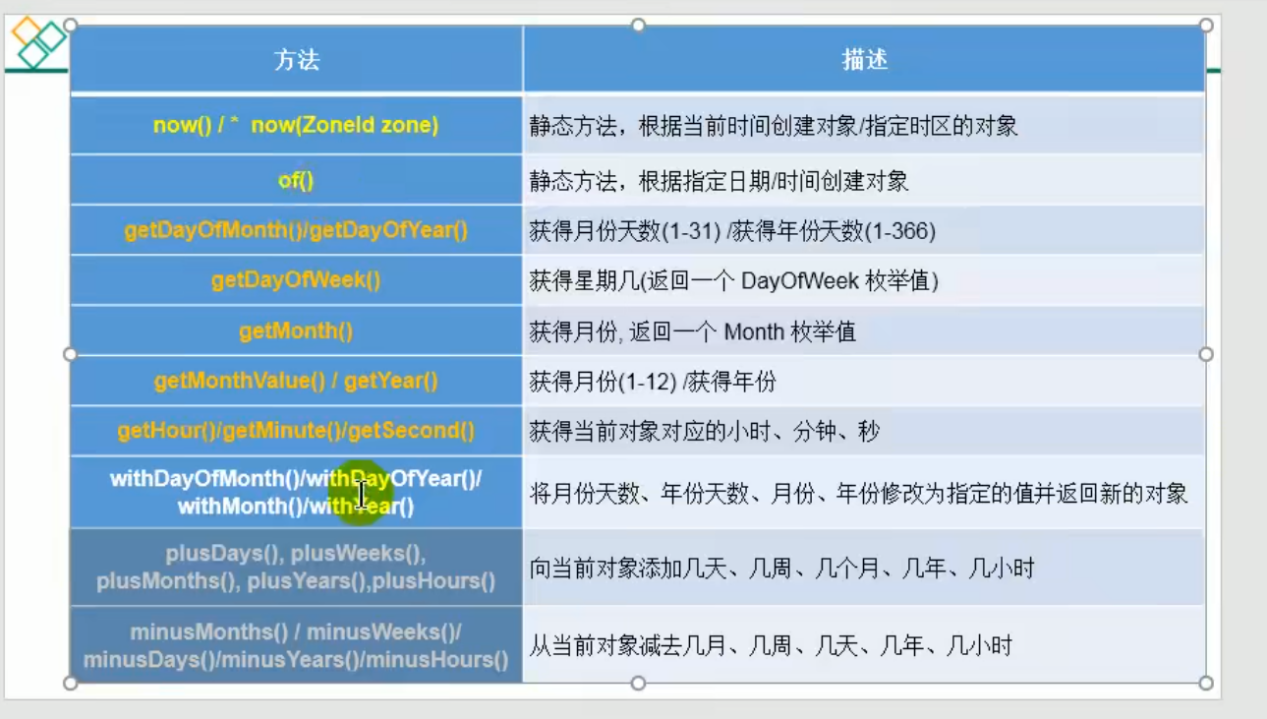 方法 描述
now() / * now(ZoneId zone) 静态方法，根据当前时间创建对象/指定时区的对象
of() 静态方法，根据指定日期/时间创建对象
getDayOfMonth()/getDayOfYear() 获得月份天数(1-31) /获得年份天数(1-366)
getDayOfWeek() 获得星期几(返回一个 DayOfWeek 枚举值)
getMonth() 获得月份, 返回一个 Month 枚举值
getMonthValue() / getYear() 获得月份(1-12) /获得年份
getHour()/getMinute()/getSecond() 获得当前对象对应的小时、分钟、秒
withDayOfMonth()/withDayOfYear()/
withMonth()/withYear()
将月份天数、年份天数、月份、年份修改为指定的值并返回新的对象
plusDays(), plusWeeks(),
plusMonths(), plusYears(),plusHours()
向当前对象添加几天、几周、几个月、几年、几小时
minusMonths() / minusWeeks()/
minusDays()/minusYears()/minusHours()
从当前对象减去几月、几周、几天、几年、几小时